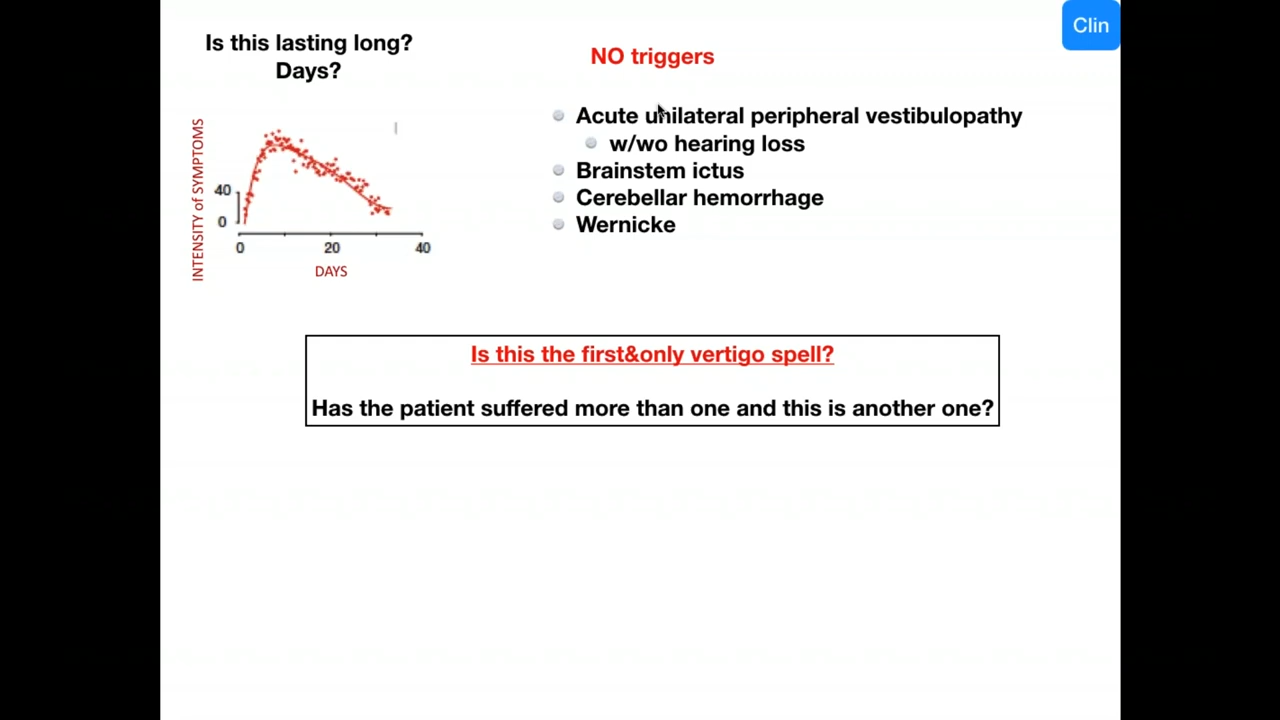 Clin
Is this lasting long?
Days?
NO triggers
INTENSITY of SYMPTOMS
40
0
0
20
40
DAYS
Acute unilateral peripheral vestibulopathy
w/wo hearing loss
Brainstem ictus
Cerebellar hemorrhage
Wernicke
Is this the first&only vertigo spell?
Has the patient suffered more than one and this is another one?